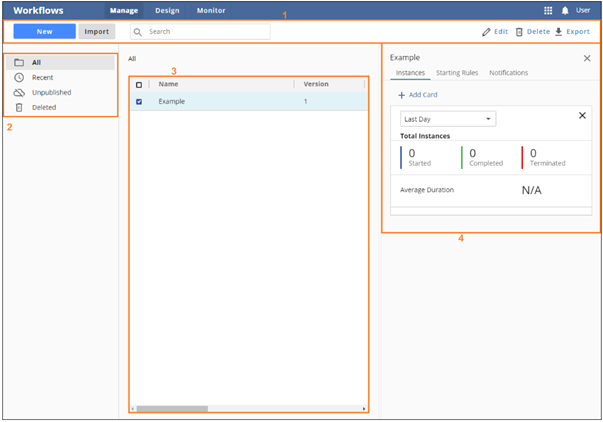 Workflows Manage Design Monitor User
1
New Import Search Edit Delete Export
All
Recent
Unpublished
Deleted
2
All
3
Name Version
Example 1
Example
Instances Starting Rules Notifications
Add Card
Last Day
Total Instances
0 0 0
Started Completed Terminated
Average Duration N/A
4